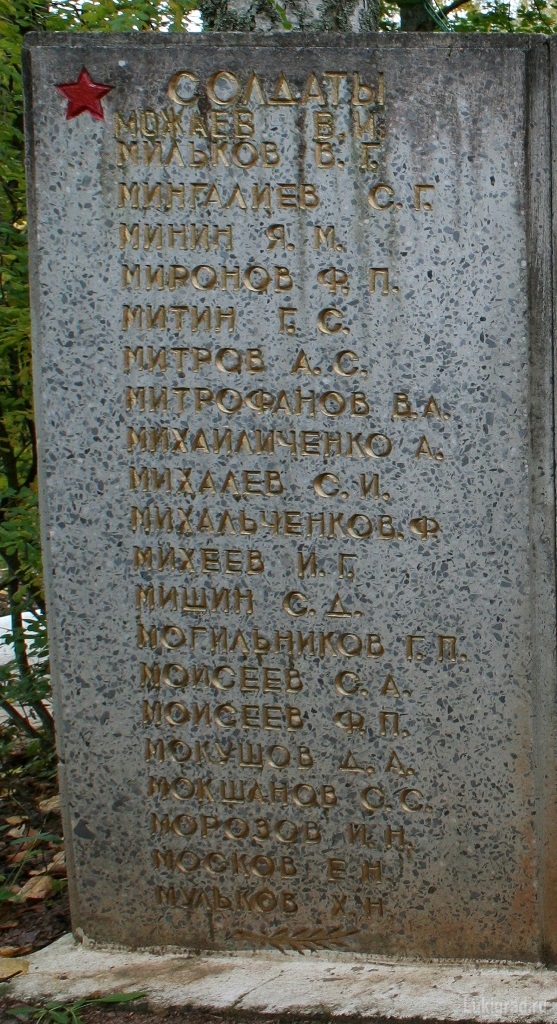 СОЛДАТЫ
МОЖАЕВ В.И.
МИЛЬКОВ В.Г.
МИНГАЛИЕВ С.Г.
МИНИН Я.М.
МИРОНОВ Ф.П.
МИТИН Г.С.
МИТРОВ А.С.
МИТРОФАНОВ В.А.
МИХАИЛИЧЕНКО А.
МИХАЛЕВ С.И.
МИХАЛЬЧЕНКОВ.Ф
МИХЕЕВ И.Г.
МИШИН С.Д.
МОГИЛЬНИКОВ Г.П.
МОИСЕЕВ С.А.
МОИСЕЕВ Ф.П.
МОКУШОВ Д.А.
МОКШАНОВ С.С.
МОРОЗОВ И.Н.
МОСКОВ Е.Н
МУЛЬКОВ Х.Н
Lukigrad.ru